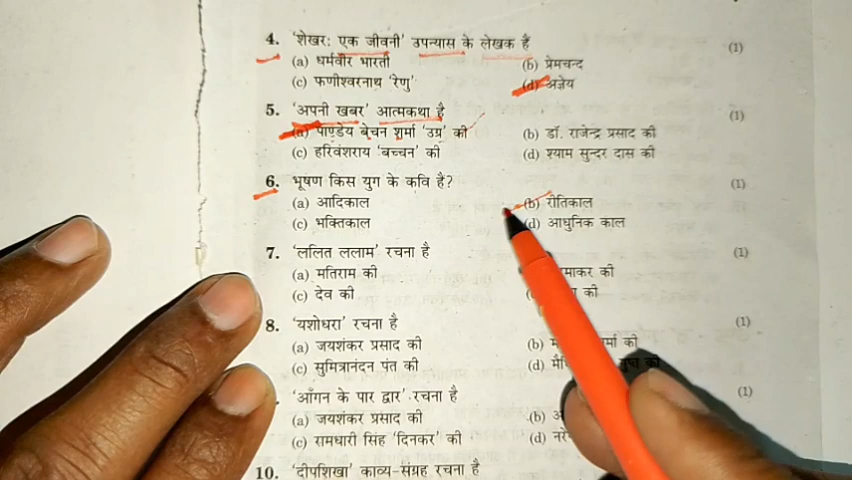 4. 'शेखर: एक जीवनी' उपन्यास के लेखक हैं (1)
(a) धर्मवीर भारती (b) प्रेमचन्द
(c) फणीश्वरनाथ 'रेणु' (d) अज्ञेय
5. 'अपनी खबर' आत्मकथा है (1)
(a) पाण्डेय बेचन शर्मा 'उग्र' की (b) डॉ. राजेन्द्र प्रसाद की
(c) हरिवंशराय 'बच्चन' की (d) श्याम सुन्दर दास की
6. भूषण किस युग के कवि है? (1)
(a) आदिकाल (b) रीतिकाल
(c) भक्तिकाल (d) आधुनिक काल
7. 'ललित ललाम' रचना है (1)
(a) मतिराम की की
(c) देव की की
8. 'यशोधरा' रचना है (1)
(a) जयशंकर प्रसाद की (b) की
(c) सुमित्रानंदन पंत की (d) की
'आँगन के पार द्वार' रचना है (1)
(a) जयशंकर प्रसाद की (b)
(c) रामधारी सिंह 'दिनकर' की (d)
10. 'दीपशिखा' काव्य-संग्रह रचना है